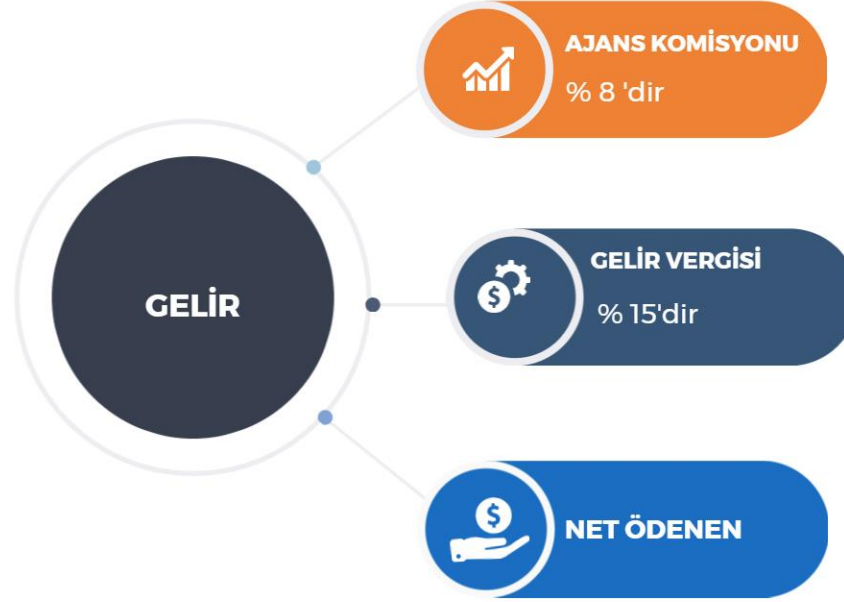 AJANS KOMİSYONU
% 8 'dir
GELİR VERGİSİ
% 15'dir
GELİR
NET ÖDENEN